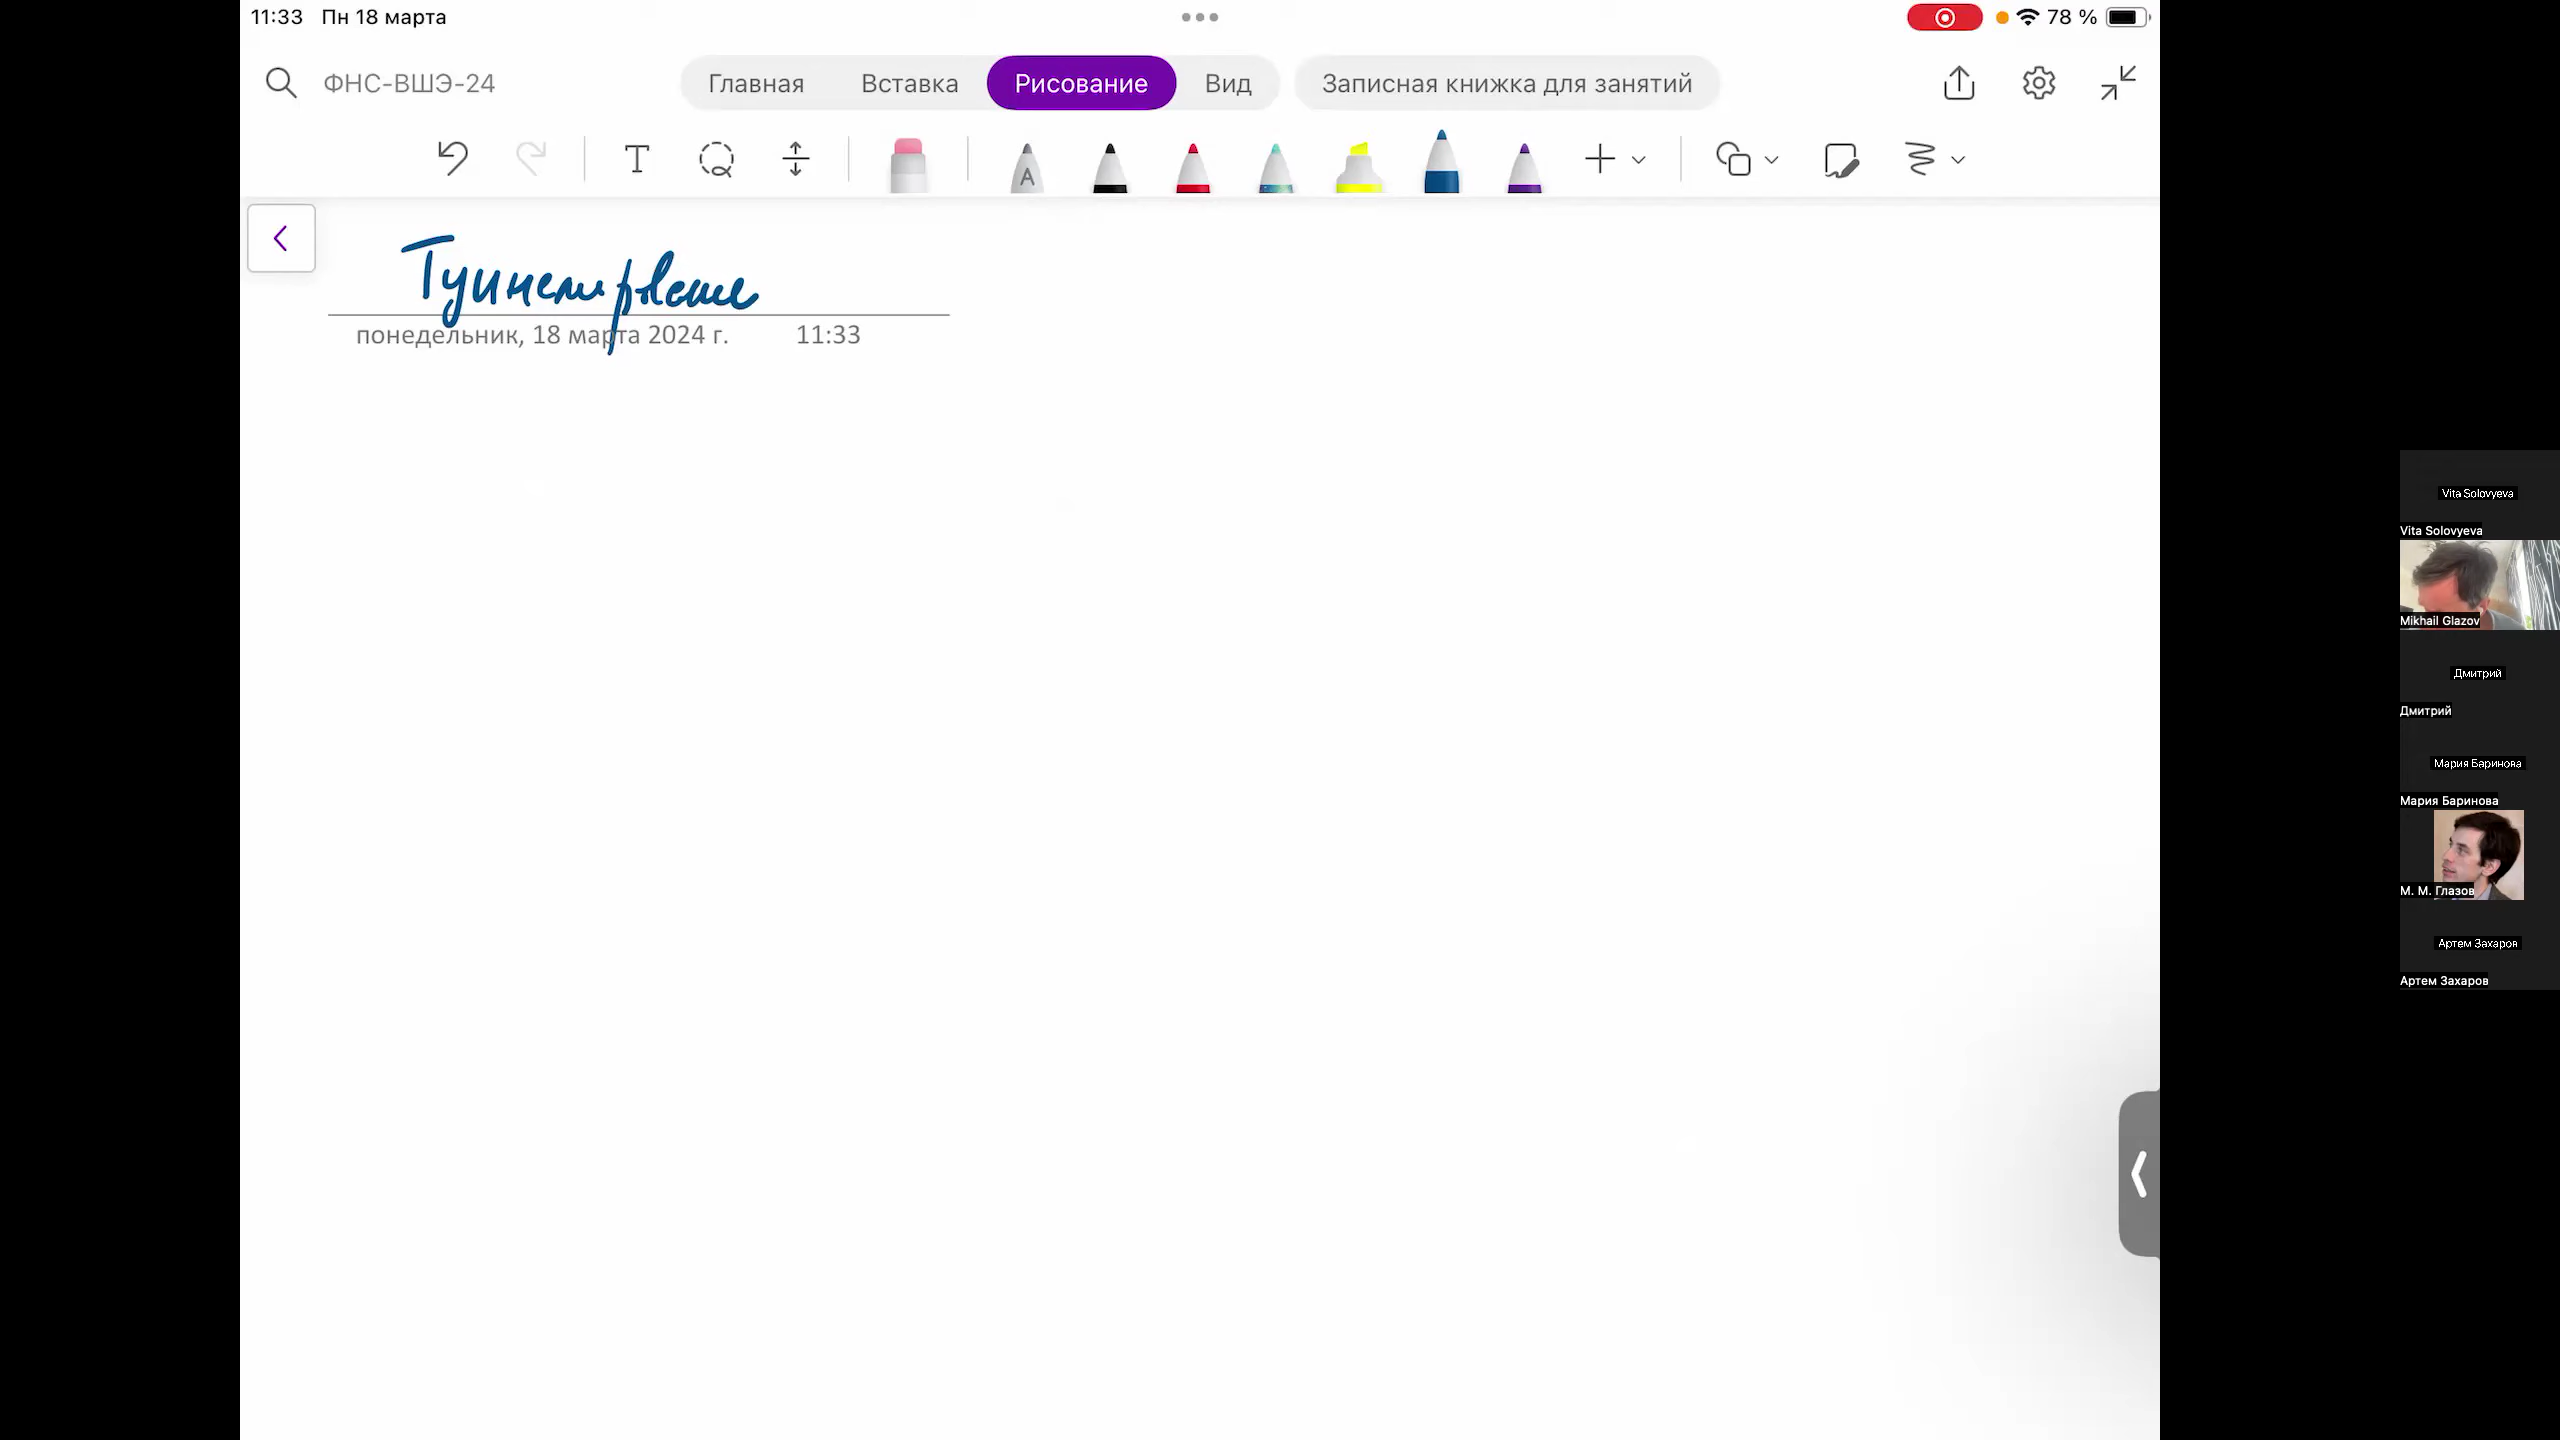 11:33 Пн 18 марта
78 %
ФНС-ВШЭ-24
Главная Вставка Рисование Вид Записная книжка для занятий
T
A
Туннелирование
понедельник, 18 марта 2024 г. 11:33
Vita Solovyeva
Vita Solovyeva
Mikhail Glazov
Дмитрий
Дмитрий
Мария Баринова
Мария Баринова
М. М. Глазов
Артем Захаров
Артем Захаров